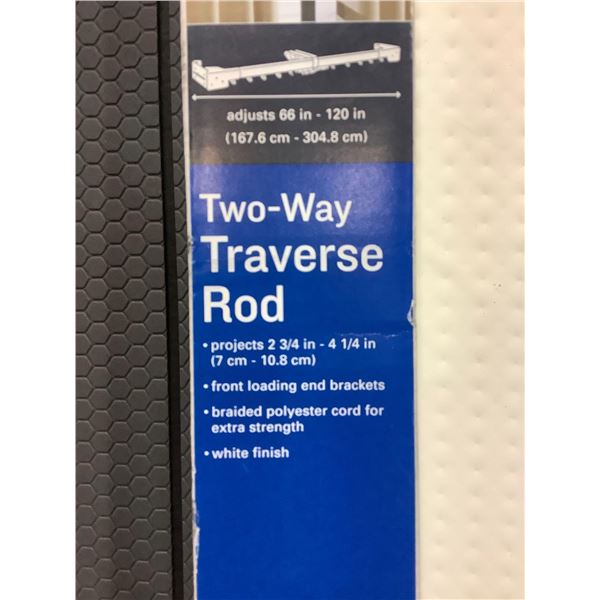 adjusts 66 in - 120 in
(167.6 cm - 304.8 cm)
Two-Way
Traverse
Rod
• projects 2 3/4 in - 4 1/4 in
(7 cm - 10.8 cm)
• front loading end brackets
• braided polyester cord for
extra strength
• white finish